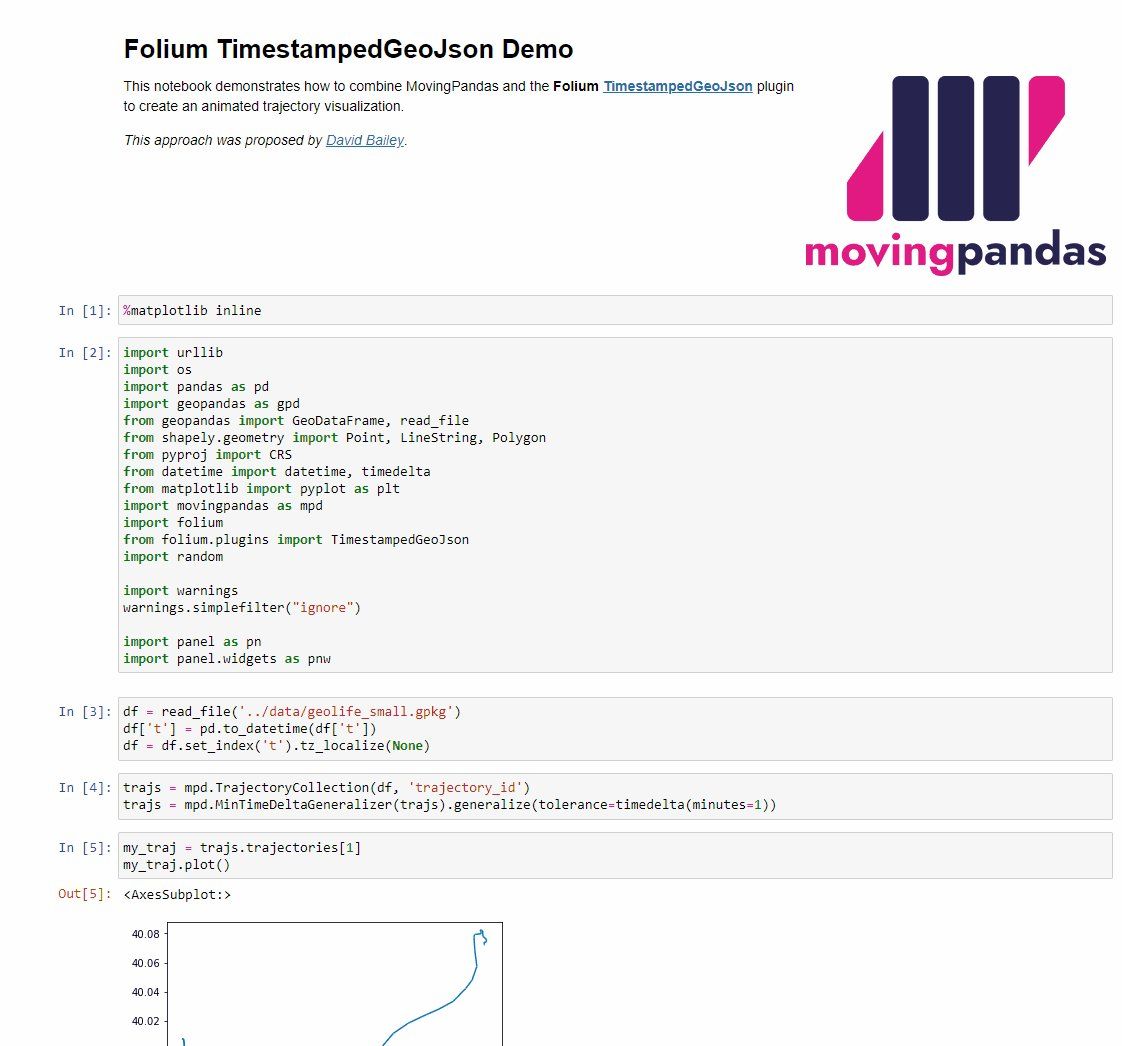 Folium TimestampedGeoJson Demo
This notebook demonstrates how to combine MovingPandas and the Folium TimestampedGeoJson plugin
to create an animated trajectory visualization.
This approach was proposed by David Bailey.
movingpandas
In [1]: %matplotlib inline
In [2]: import urllib
import os
import pandas as pd
import geopandas as gpd
from geopandas import GeoDataFrame, read_file
from shapely.geometry import Point, LineString, Polygon
from pyproj import CRS
from datetime import datetime, timedelta
from matplotlib import pyplot as plt
import movingpandas as mpd
import folium
from folium.plugins import TimestampedGeoJson
import random
import warnings
warnings.simplefilter("ignore")
import panel as pn
import panel.widgets as pnw
In [3]: df = read_file('../data/geolife_small.gpkg')
df['t'] = pd.to_datetime(df['t'])
df = df.set_index('t').tz_localize(None)
In [4]: trajs = mpd.TrajectoryCollection(df, 'trajectory_id')
trajs = mpd.MinTimeDeltaGeneralizer(trajs).generalize(tolerance=timedelta(minutes=1))
In [5]: my_traj = trajs.trajectories[1]
my_traj.plot()
Out[5]: <AxesSubplot:>
40.08
40.06
40.04
40.02